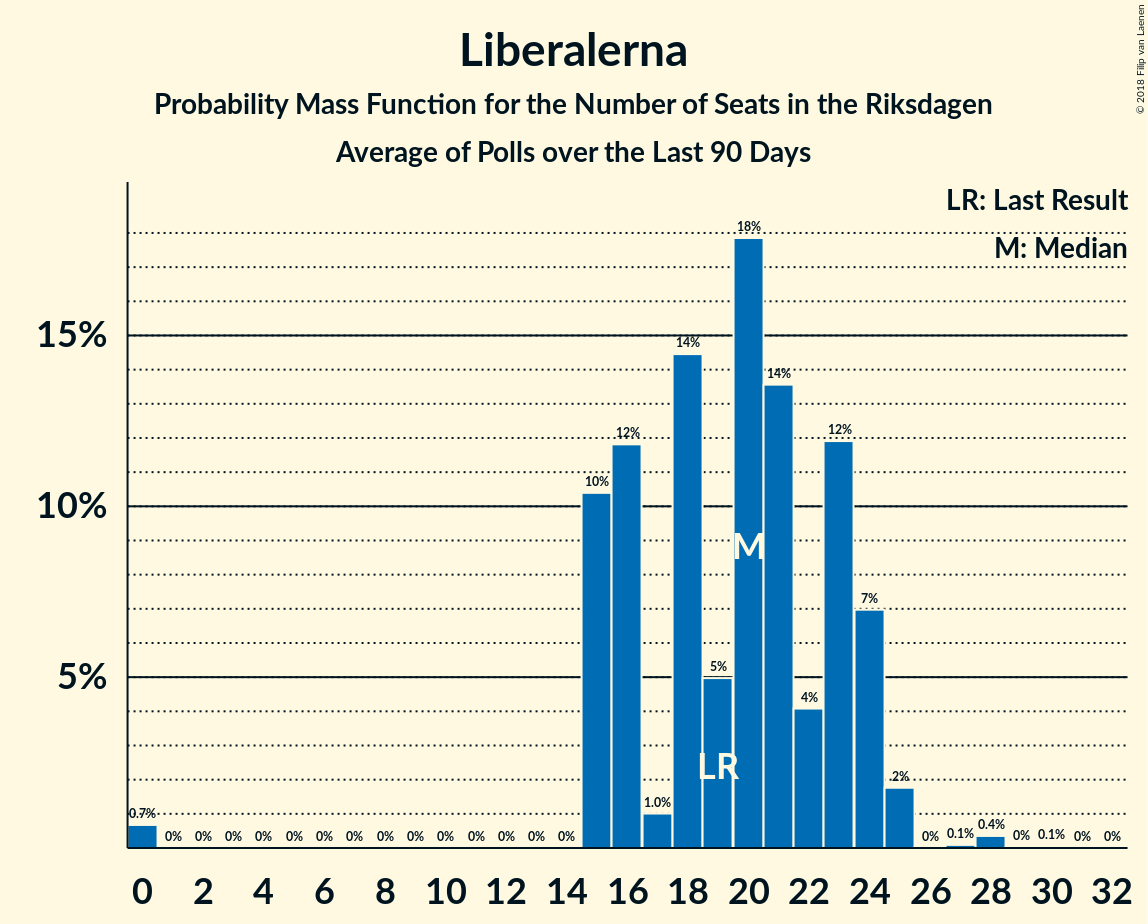 Liberalerna
Probability Mass Function for the Number of Seats in the Riksdagen
Average of Polls over the Last 90 Days
© 2018 Filip van Laenen
LR: Last Result
M: Median
15%
10%
5%
0.7% 0% 0% 0% 0% 0% 0% 0% 0% 0% 0% 0% 0% 0% 0% 10% 12% 1.0% 14% 5% 18% 14% 4% 12% 7% 2% 0% 0.1% 0.4% 0% 0.1% 0% 0%
M
LR
0 2 4 6 8 10 12 14 16 18 20 22 24 26 28 30 32